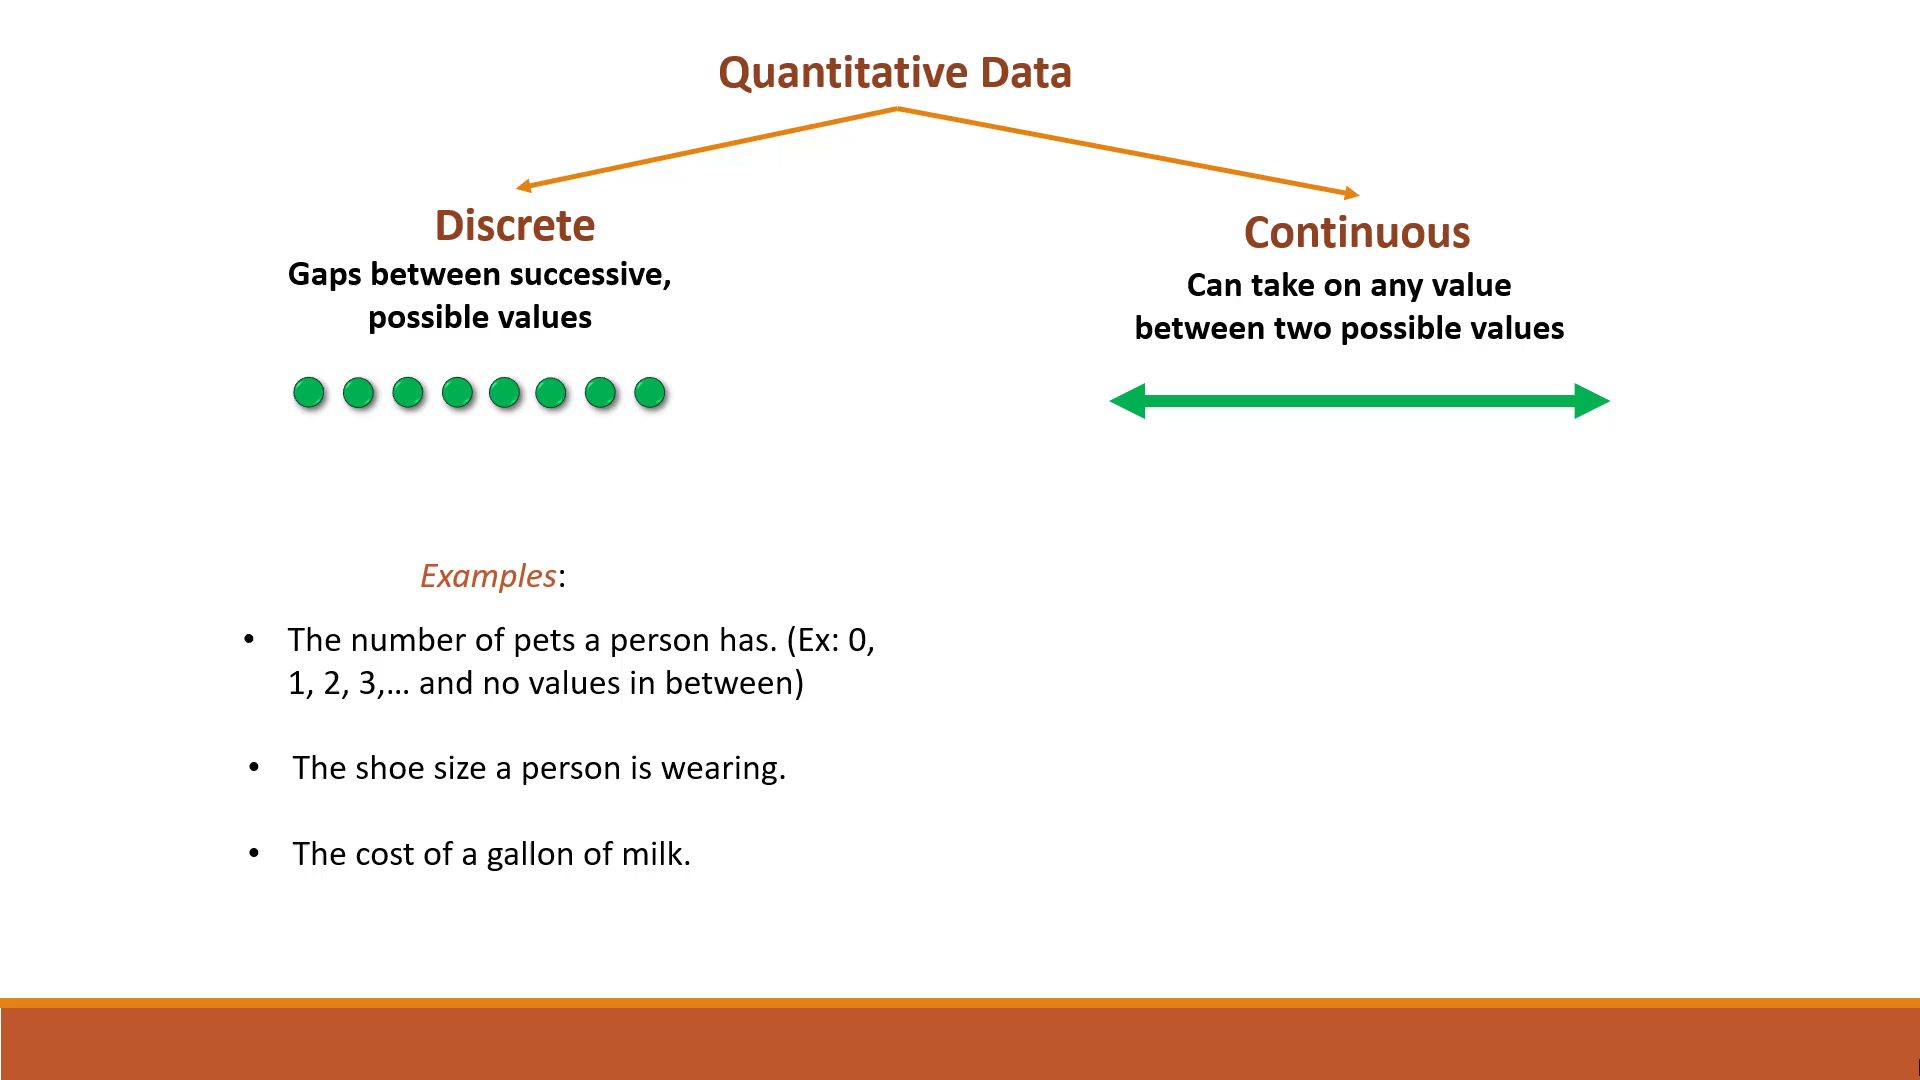 Quantitative Data
Discrete
Gaps between successive,
possible values
Continuous
Can take on any value
between two possible values
Examples:
• The number of pets a person has. (Ex: 0,
1, 2, 3,... and no values in between)
• The shoe size a person is wearing.
• The cost of a gallon of milk.